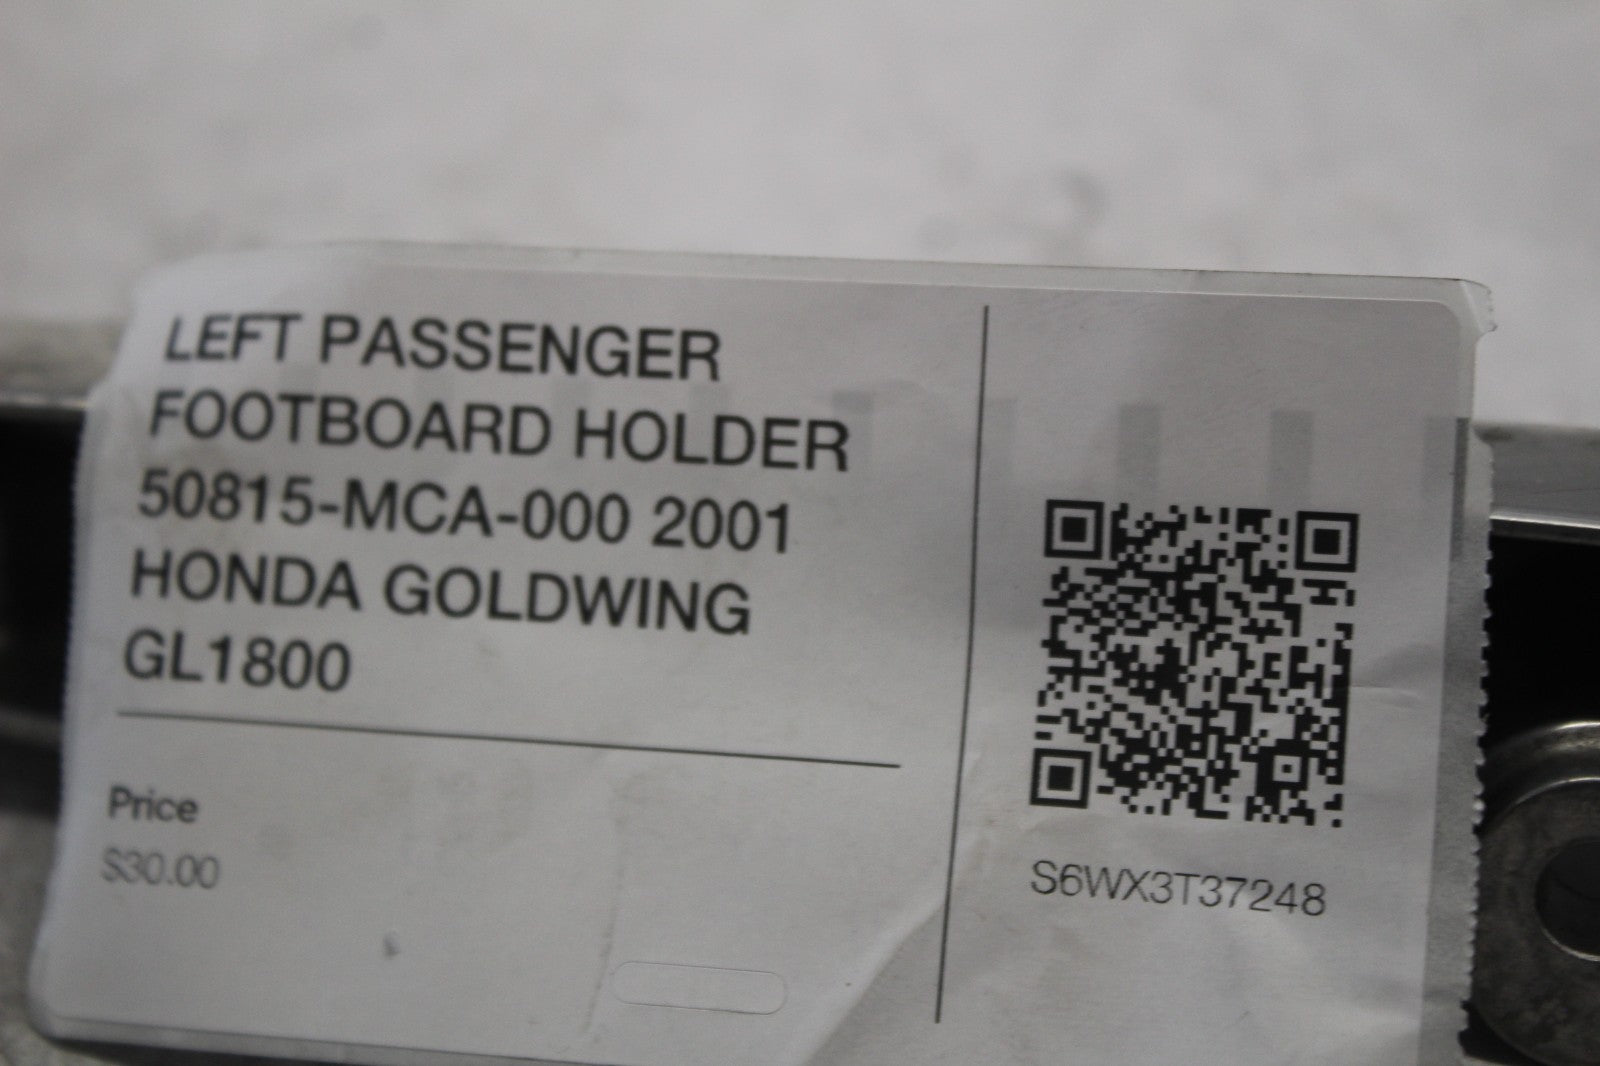 LEFT PASSENGER
FOOTBOARD HOLDER
50815-MCA-000 2001
HONDA GOLDWING
GL1800
Price
$30.00
S6WX3T37248